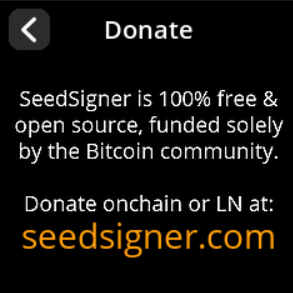 Donate
SeedSigner is 100% free &
open source, funded solely
by the Bitcoin community.
Donate onchain or LN at:
seedsigner.com